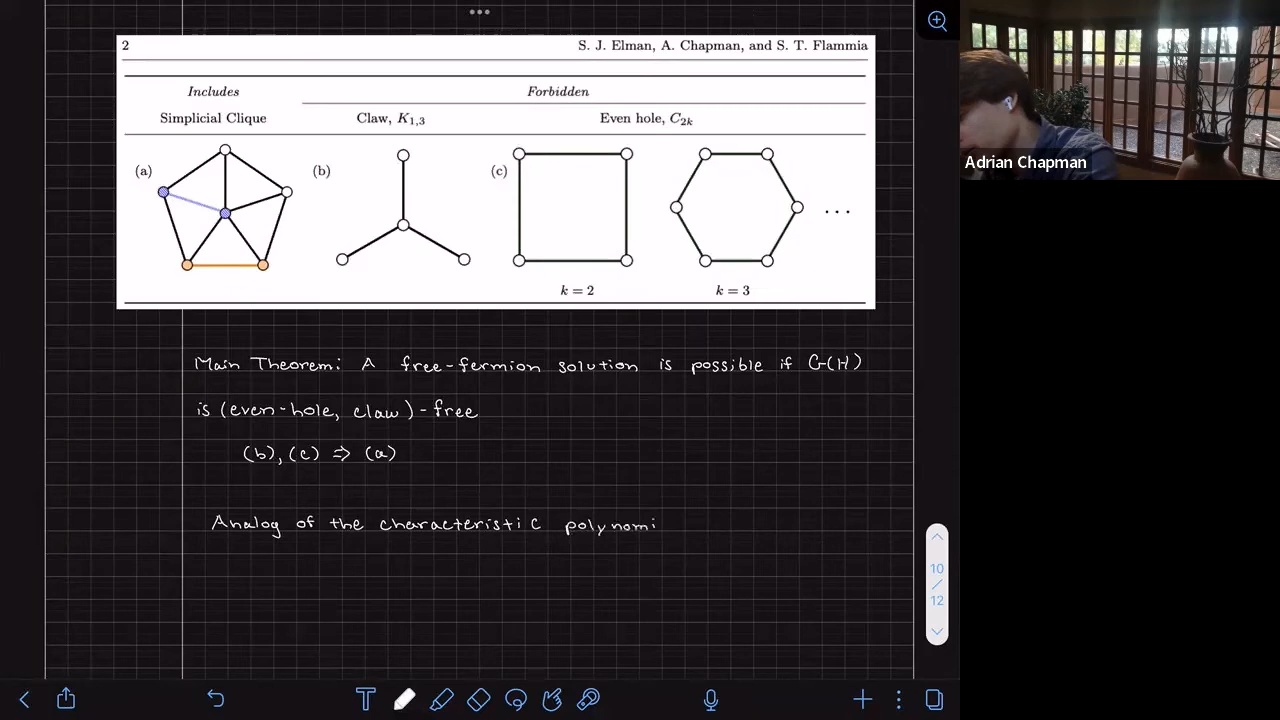 2
S. J. Elman, A. Chapman, and S. T. Flammia
Includes
Forbidden
Simplicial Clique
Claw, K1,3
Even hole, C2k
(a)
(b)
(c)
...
k = 2
k = 3
Main Theorem: A free-fermion solution is possible if G(H)
is (even-hole, claw)-free
(b), (c) ⇒ (a)
Analog of the characteristic polynomi
Adrian Chapman
10
/
12
T